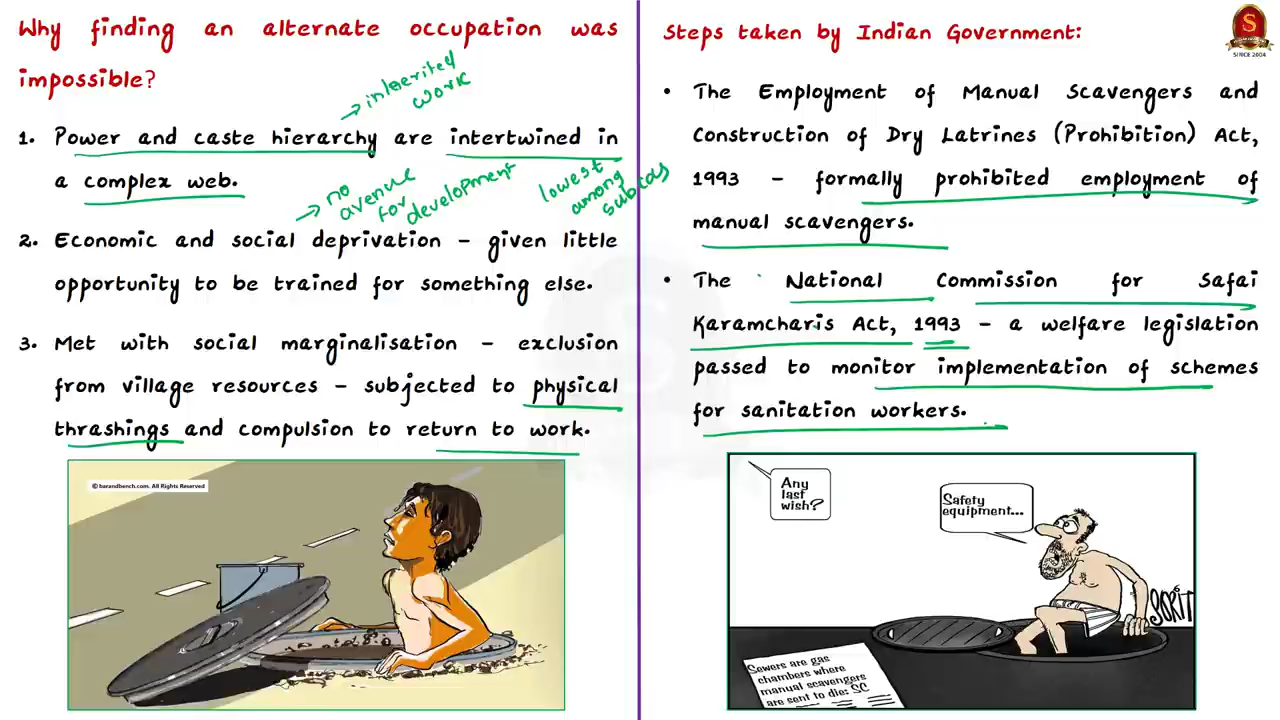 Why finding an alternate occupation was
impossible?
→ inherited
work
1. Power and caste hierarchy are intertwined in
a complex web.
→ no
avenue
for
development
lowest
among
2. Economic and social deprivation - given little
opportunity to be trained for something else.
3. Met with social marginalisation - exclusion
from village resources - subjected to physical
thrashings and compulsion to return to work.
© barandbench.com. All Rights Reserved
Steps taken by Indian Government:
S
SINCE 2004
• The Employment of Manual Scavengers and
Construction of Dry Latrines (Prohibition) Act,
1993 - formally prohibited employment of
manual scavengers.
• The National Commission for Safai
Karamcharis Act, 1993 - a welfare legislation
passed to monitor implementation of schemes
for sanitation workers.
Any
last
wish?
Safety
equipment...
Sewers are gas
chambers where
manual scavengers
are sent to die: SC